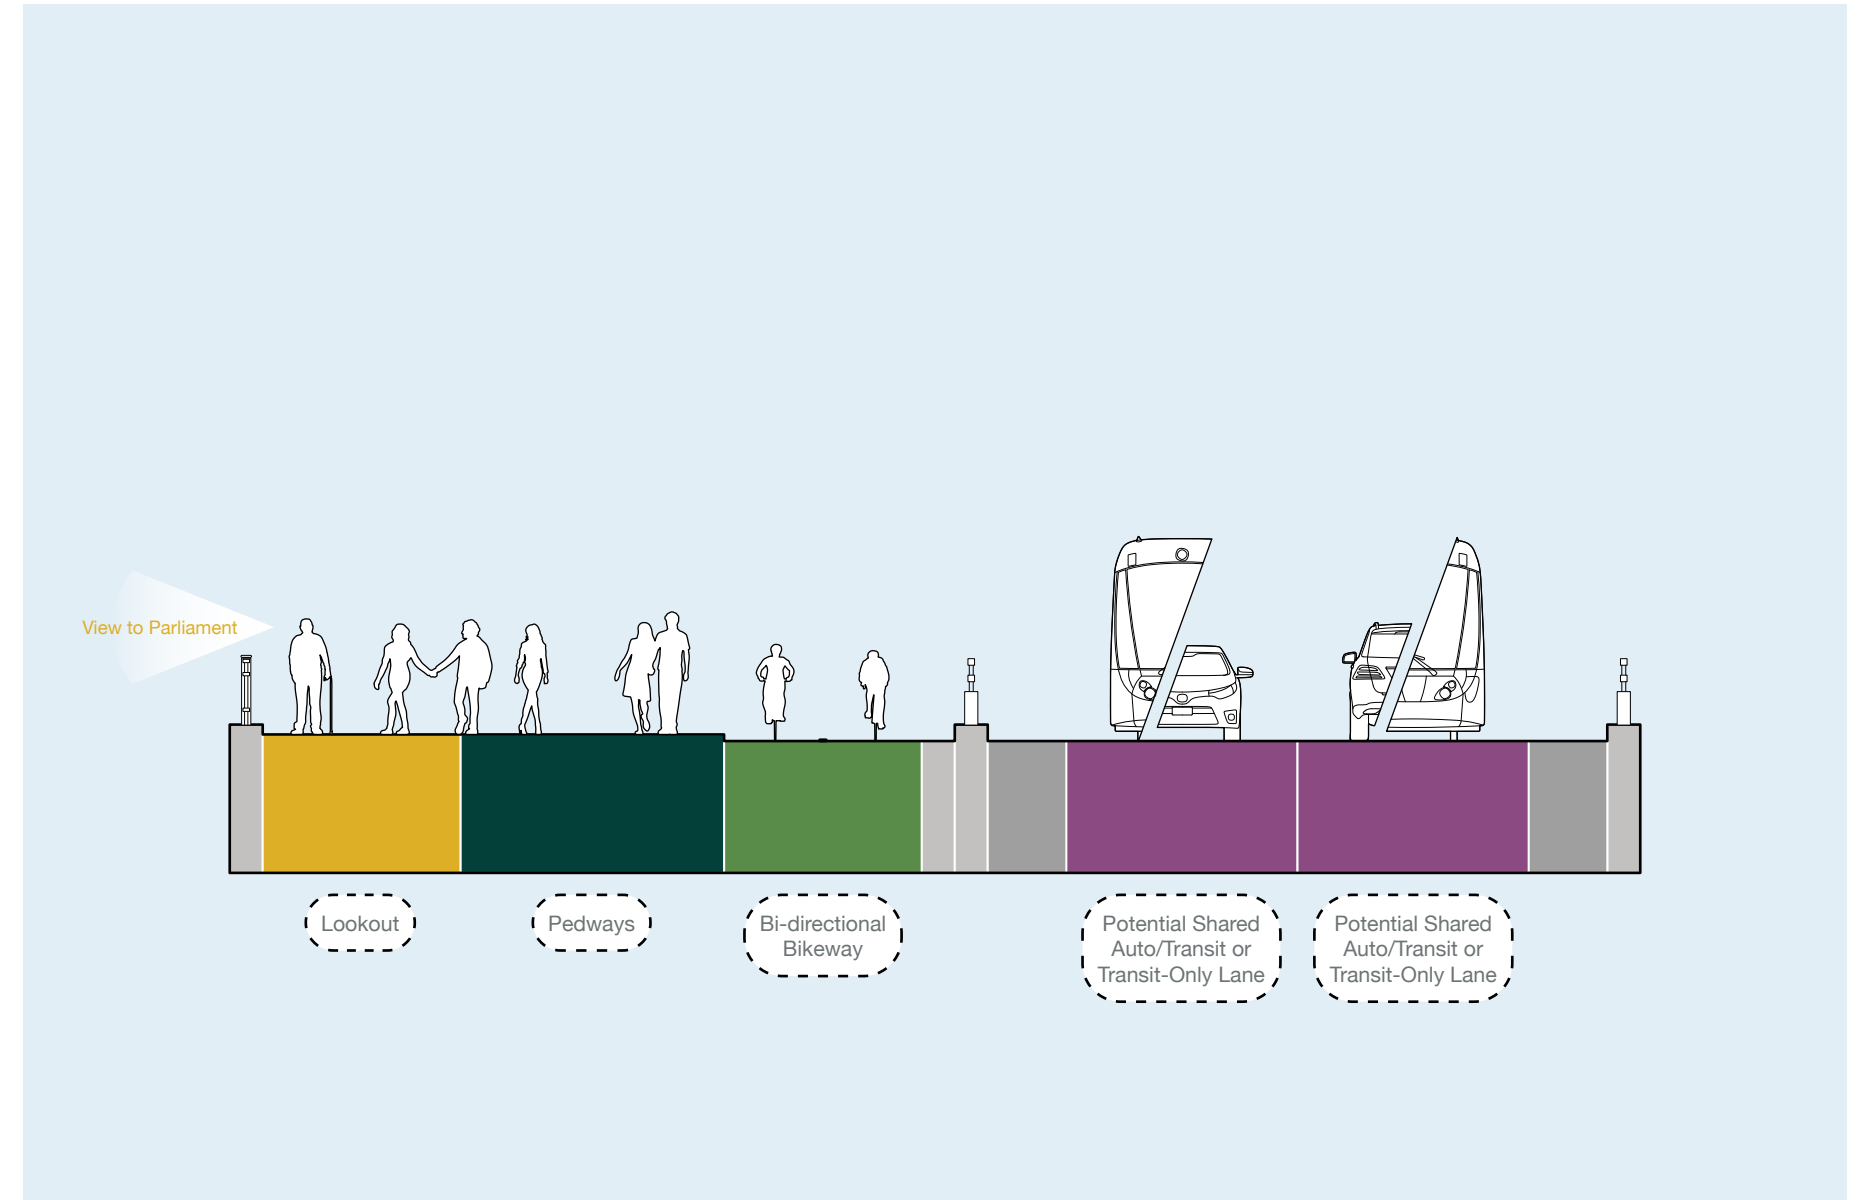 View to Parliament
Lookout
Pedways
Bi-directional
Bikeway
Potential Shared
Auto/Transit or
Transit-Only Lane
Potential Shared
Auto/Transit or
Transit-Only Lane